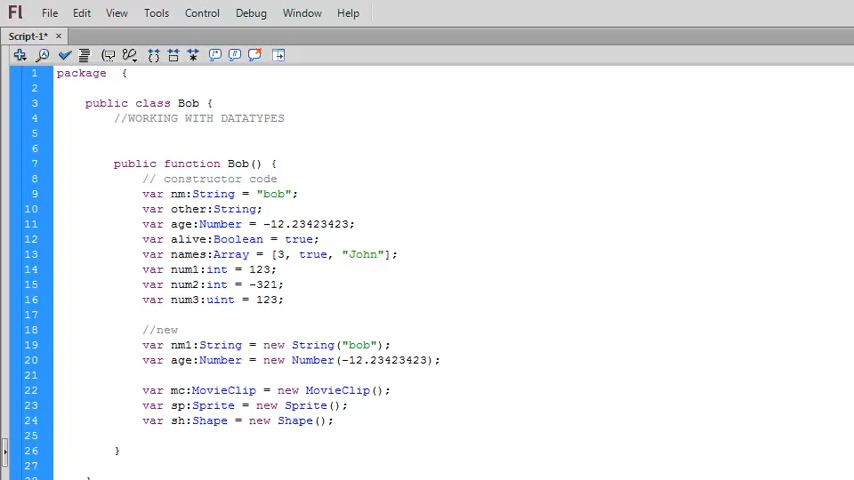 Fl File Edit View Tools Control Debug Window Help
Script-1* ×
1 package {
2
3 public class Bob {
4 //WORKING WITH DATATYPES
5
6
7 public function Bob() {
8 // constructor code
9 var nm:String = "bob";
10 var other:String;
11 var age:Number = -12.23423423;
12 var alive:Boolean = true;
13 var names:Array = [3, true, "John"];
14 var num1:int = 123;
15 var num2:int = -321;
16 var num3:uint = 123;
17
18 //new
19 var nm1:String = new String("bob");
20 var age:Number = new Number(-12.23423423);
21
22 var mc:MovieClip = new MovieClip();
23 var sp:Sprite = new Sprite();
24 var sh:Shape = new Shape();
25
26 }
27
28 }